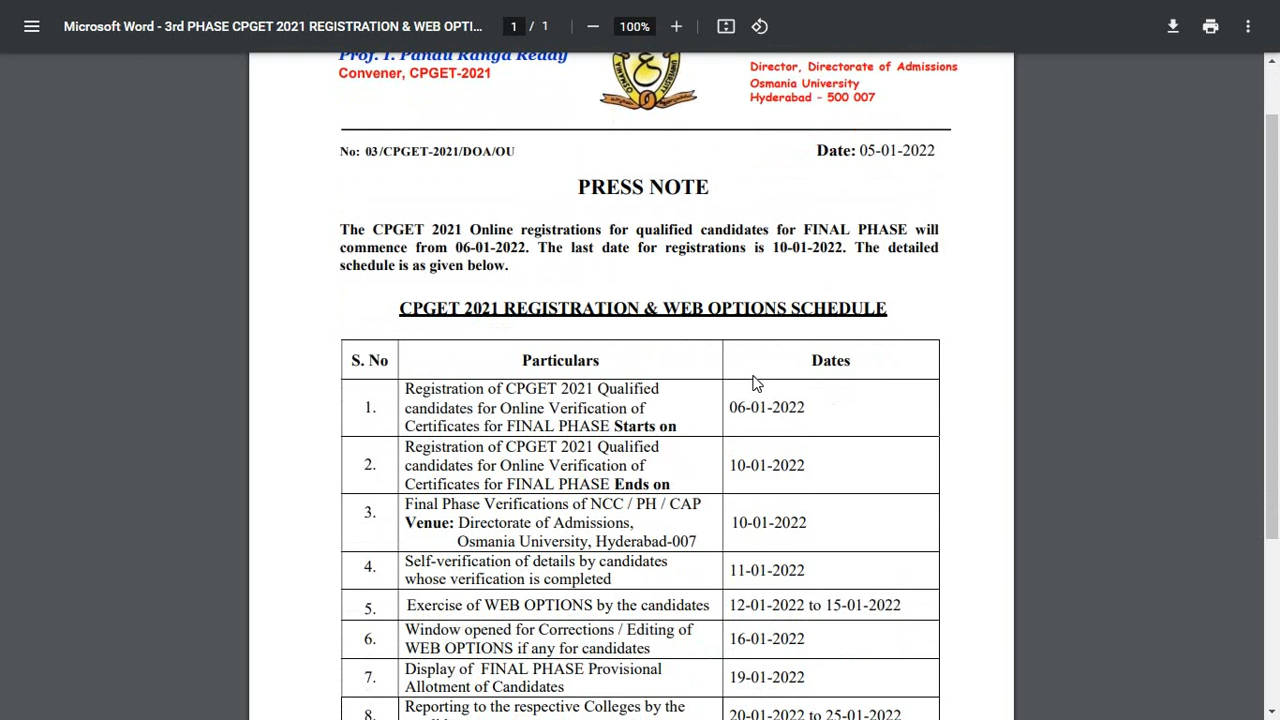 Microsoft Word - 3rd PHASE CPGET 2021 REGISTRATION & WEB OPTI... 1 / 1 100%
Prof. I. Pandu Ranga Reddy
Convener, CPGET-2021
Director, Directorate of Admissions
Osmania University
Hyderabad - 500 007
No: 03/CPGET-2021/DOA/OU Date: 05-01-2022
PRESS NOTE
The CPGET 2021 Online registrations for qualified candidates for FINAL PHASE will
commence from 06-01-2022. The last date for registrations is 10-01-2022. The detailed
schedule is as given below.
CPGET 2021 REGISTRATION & WEB OPTIONS SCHEDULE
S. No Particulars Dates
1. Registration of CPGET 2021 Qualified
candidates for Online Verification of
Certificates for FINAL PHASE Starts on 06-01-2022
2. Registration of CPGET 2021 Qualified
candidates for Online Verification of
Certificates for FINAL PHASE Ends on 10-01-2022
3. Final Phase Verifications of NCC / PH / CAP
Venue: Directorate of Admissions,
Osmania University, Hyderabad-007 10-01-2022
4. Self-verification of details by candidates
whose verification is completed 11-01-2022
5. Exercise of WEB OPTIONS by the candidates 12-01-2022 to 15-01-2022
6. Window opened for Corrections / Editing of
WEB OPTIONS if any for candidates 16-01-2022
7. Display of FINAL PHASE Provisional
Allotment of Candidates 19-01-2022
8. Reporting to the respective Colleges by the
20-01-2022 to 25-01-2022